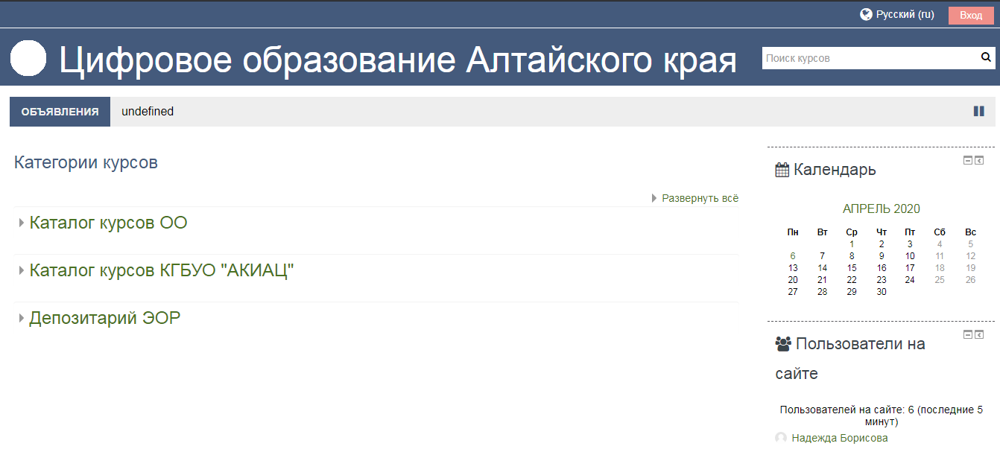 Русский (ru)
Вход
Цифровое образование Алтайского края
Поиск курсов
ОБЪЯВЛЕНИЯ
undefined
Категории курсов
Развернуть всё
Каталог курсов ОО
Каталог курсов КГБУО "АКИАЦ"
Депозитарий ЭОР
Календарь
АПРЕЛЬ 2020
Пн Вт Ср Чт Пт Сб Вс
1 2 3 4 5
6 7 8 9 10 11 12
13 14 15 16 17 18 19
20 21 22 23 24 25 26
27 28 29 30
Пользователи на
сайте
Пользователей на сайте: 6 (последние 5
минут)
Надежда Борисова